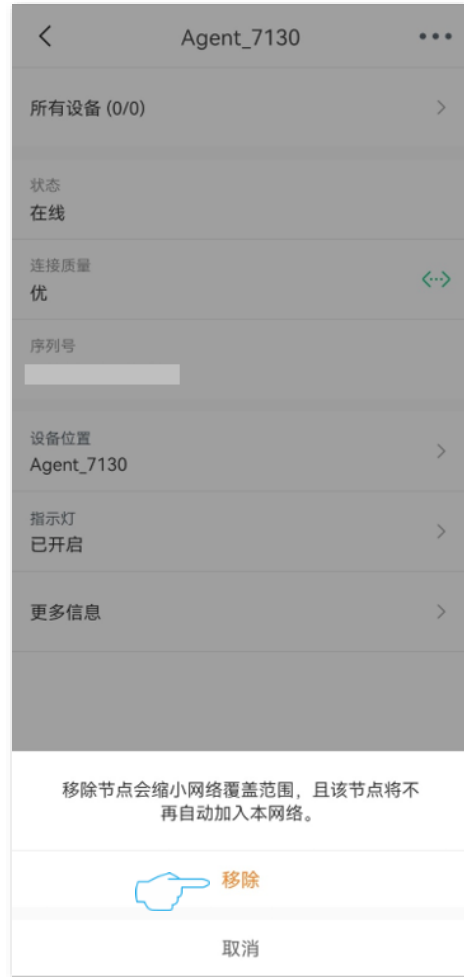 Agent_7130
所有设备 (0/0)
状态
在线
连接质量
优
序列号
设备位置
Agent_7130
指示灯
已开启
更多信息
移除节点会缩小网络覆盖范围，且该节点将不
再自动加入本网络。
移除
取消